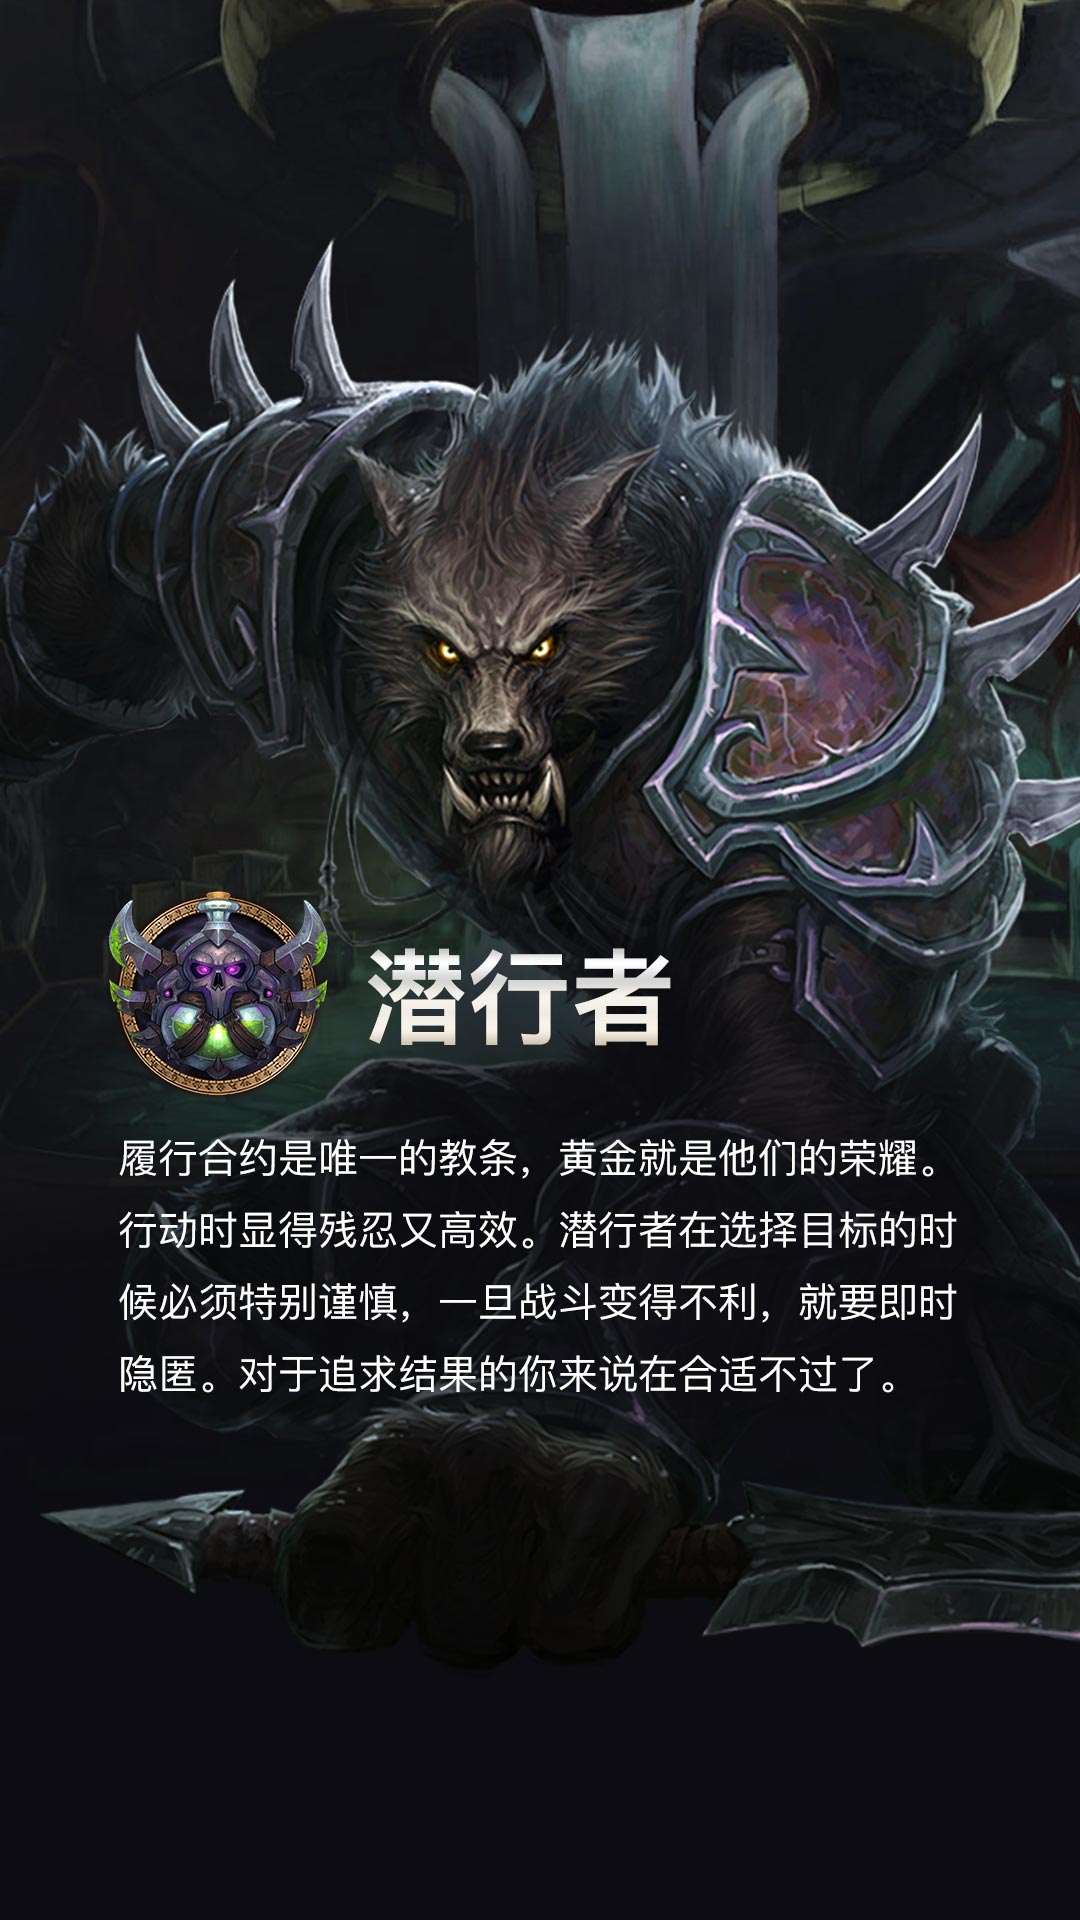 潜行者
履行合约是唯一的教条，黄金就是他们的荣耀。
行动时显得残忍又高效。潜行者在选择目标的时
候必须特别谨慎，一旦战斗变得不利，就要即时
隐匿。对于追求结果的你来说在合适不过了。